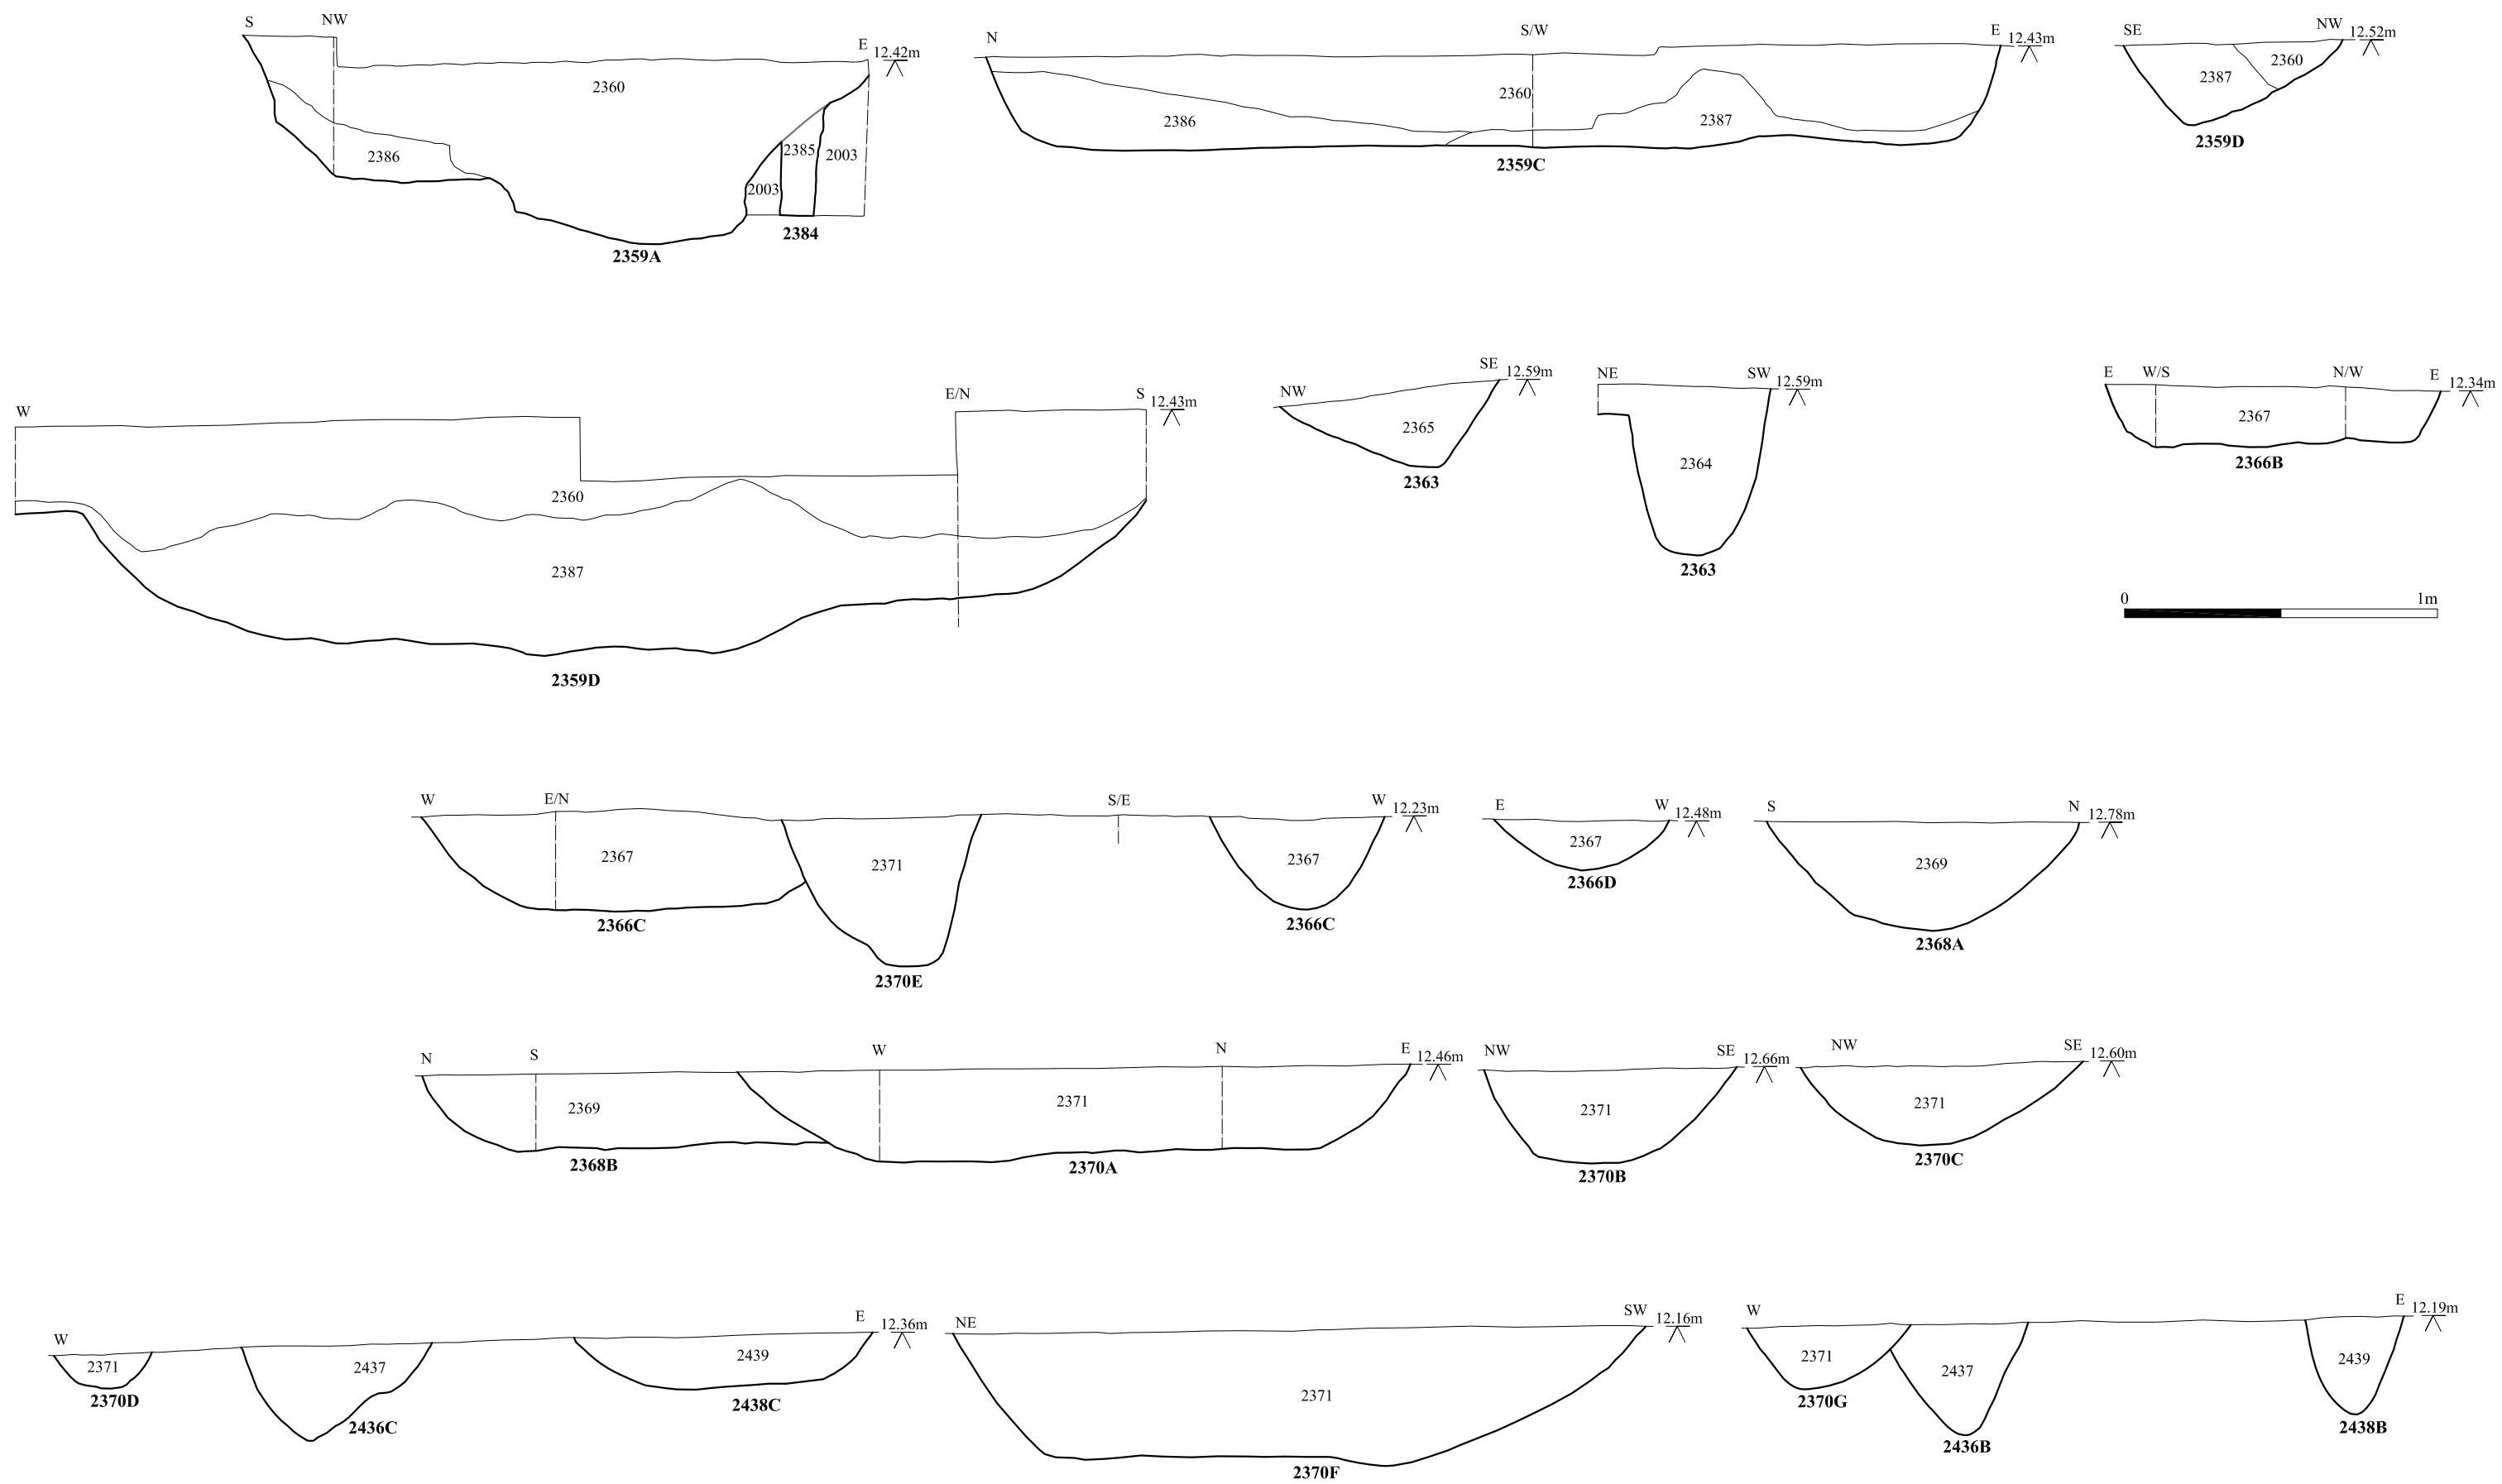 S NW E 12.42m
2360
2386
2385
2003
2003
2384
2359A
N S/W E 12.43m
2360
2386
2387
2359C
SE NW 12.52m
2360
2387
2359D
W E/N S 12.43m
2360
2387
2359D
NW SE 12.59m
2365
2363
NE SW 12.59m
2364
2363
E W/S N/W E 12.34m
2367
2366B
0 1m
W E/N S/E W 12.23m
2367
2371
2367
2366C
2366C
2370E
E W 12.48m
2367
2366D
S N 12.78m
2369
2368A
N S W N E 12.46m
2369
2371
2368B
2370A
NW SE 12.66m
2371
2370B
NW SE 12.60m
2371
2370C
W E 12.36m
2371
2437
2439
2370D
2436C
2438C
NE SW 12.16m
2371
2370F
W E 12.19m
2371
2437
2439
2370G
2436B
2438B